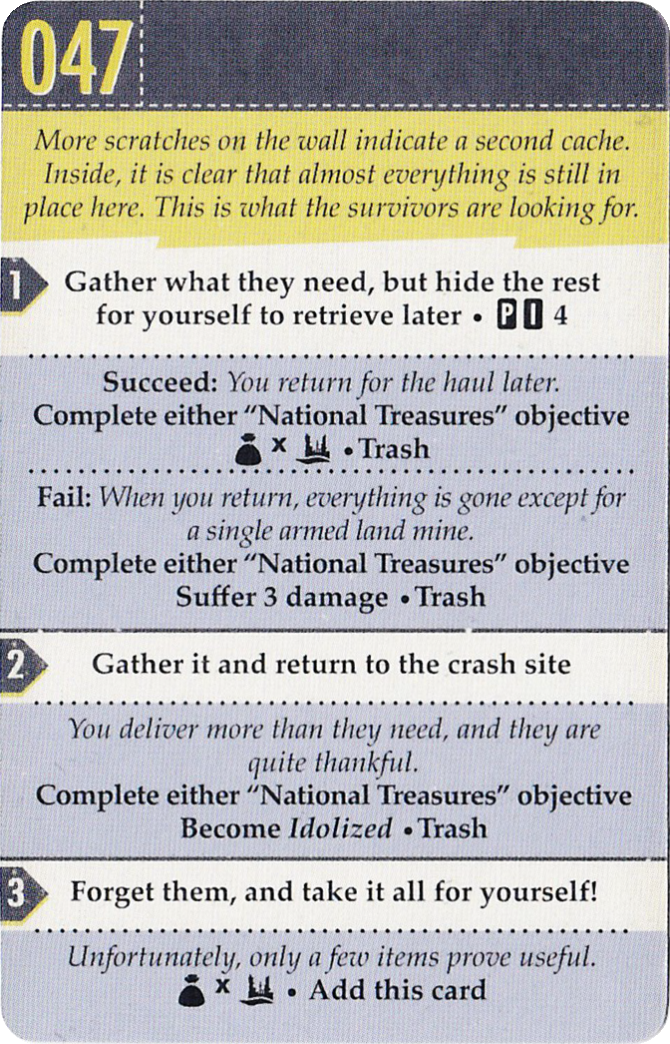 047
More scratches on the wall indicate a second cache.
Inside, it is clear that almost everything is still in
place here. This is what the survivors are looking for.
1 Gather what they need, but hide the rest
for yourself to retrieve later • P I 4
Succeed: You return for the haul later.
Complete either “National Treasures” objective
x • Trash
Fail: When you return, everything is gone except for
a single armed land mine.
Complete either “National Treasures” objective
Suffer 3 damage • Trash
2 Gather it and return to the crash site
You deliver more than they need, and they are
quite thankful.
Complete either “National Treasures” objective
Become Idolized • Trash
3 Forget them, and take it all for yourself!
Unfortunately, only a few items prove useful.
x • Add this card